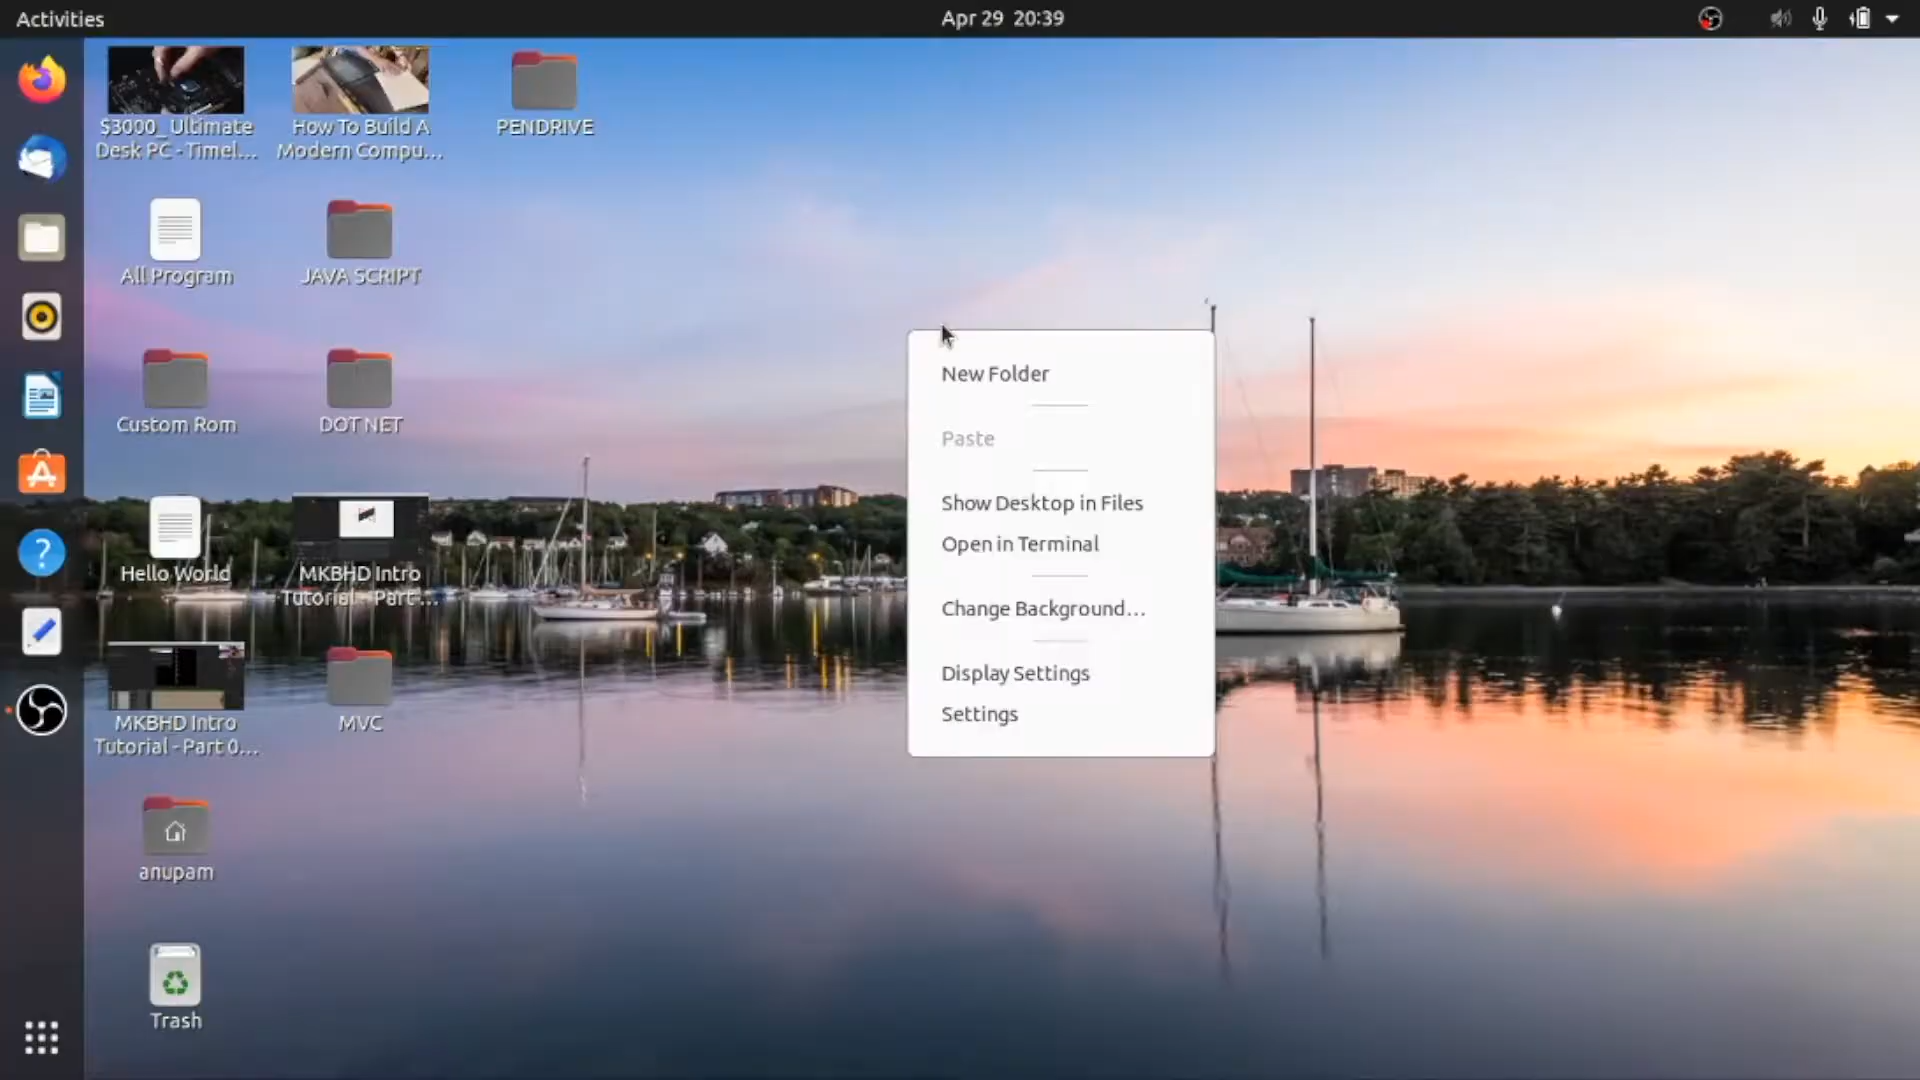 Activities
Apr 29 20:39
$3000_ Ultimate
Desk PC - Timel...
How To Build A
Modern Compu...
PENDRIVE
All Program
JAVA SCRIPT
Custom Rom
DOT NET
Hello World
MKBHD Intro
Tutorial - Part ...
MKBHD Intro
Tutorial - Part 0...
MVC
anupam
Trash
New Folder
Paste
Show Desktop in Files
Open in Terminal
Change Background...
Display Settings
Settings